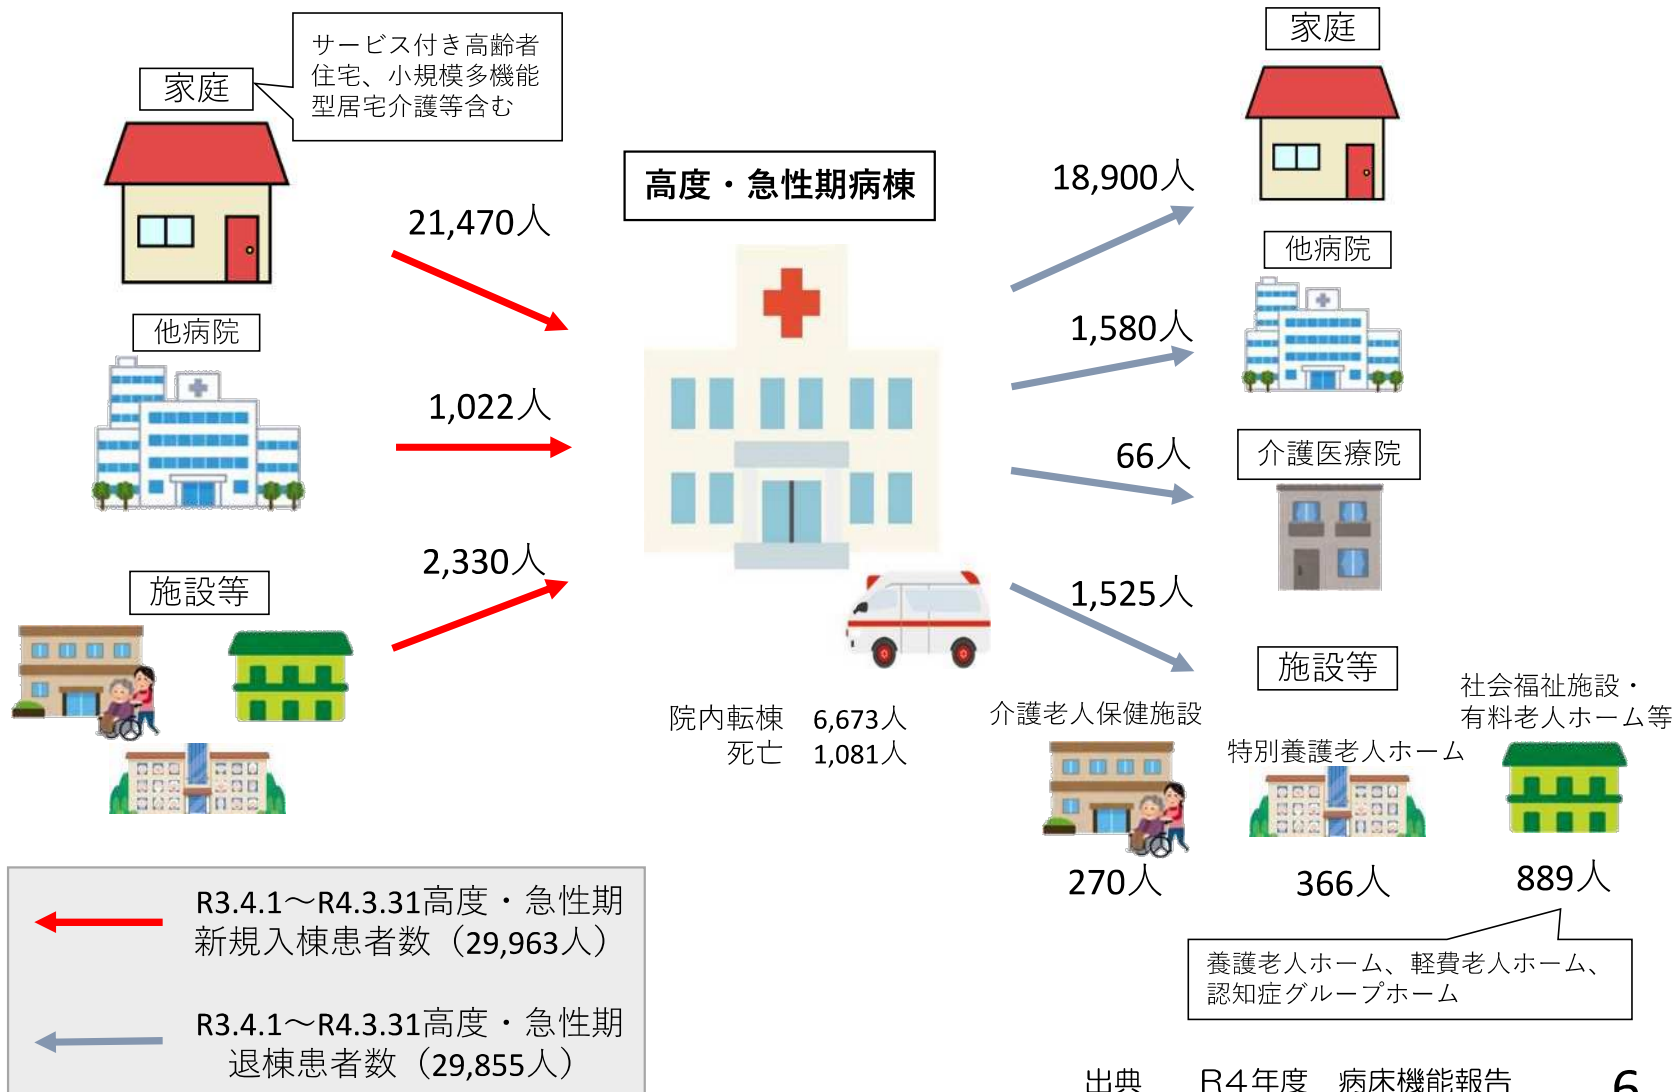 家庭
サービス付き高齢者
住宅、小規模多機能
型居宅介護等含む
21,470人
他病院
1,022人
施設等
2,330人
高度・急性期病棟
院内転棟 6,673人
死亡 1,081人
家庭
18,900人
他病院
1,580人
介護医療院
66人
施設等
1,525人
介護老人保健施設
270人
特別養護老人ホーム
366人
社会福祉施設・
有料老人ホーム等
889人
養護老人ホーム、軽費老人ホーム、
認知症グループホーム
R3.4.1～R4.3.31高度・急性期
新規入棟患者数（29,963人）
R3.4.1～R4.3.31高度・急性期
退棟患者数（29,855人）
出典 R4年度 病床機能報告
6